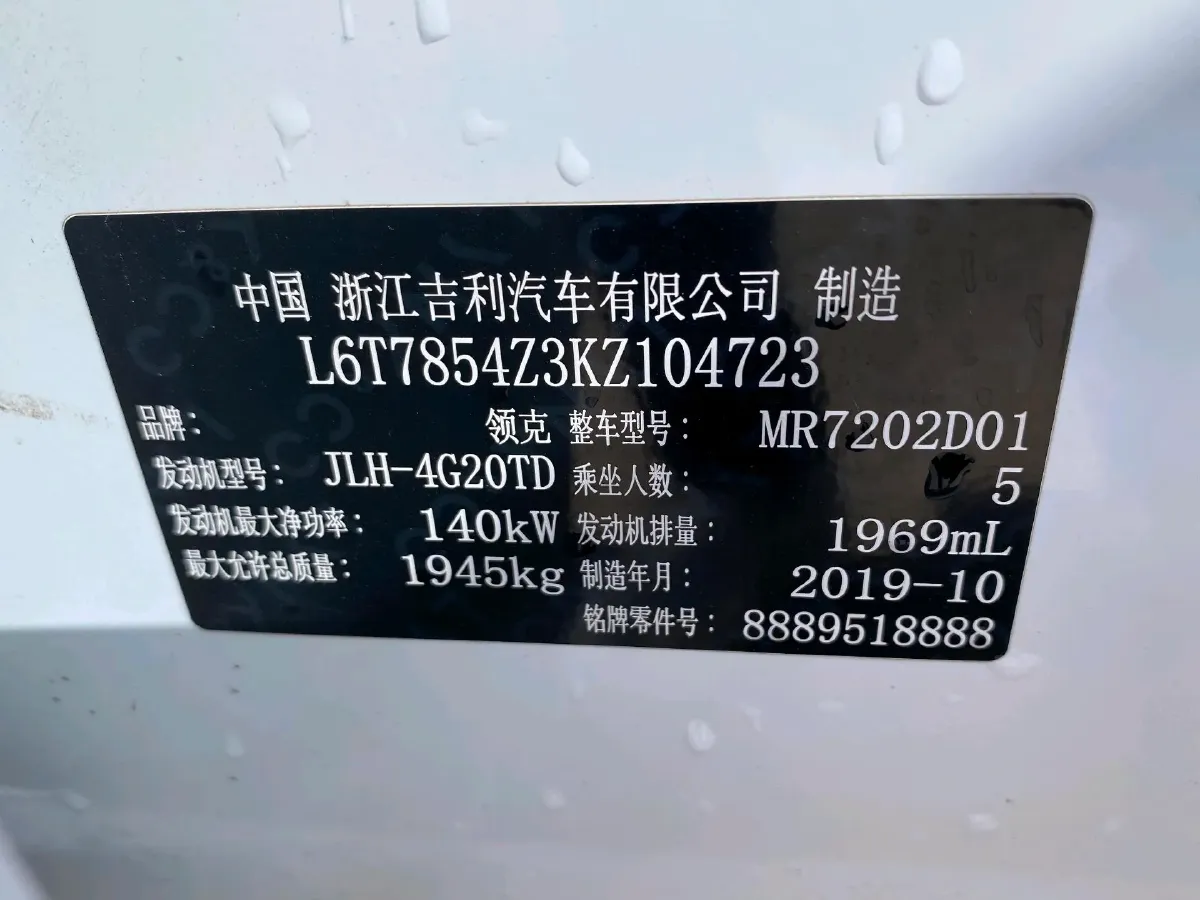 中国 浙江吉利汽车有限公司 制造
L6T7854Z3KZ104723
品牌： 领克 整车型号： MR7202D01
发动机型号： JLH-4G20TD 乘坐人数： 5
发动机最大净功率： 140kW 发动机排量： 1969mL
最大允许总质量： 1945kg 制造年月： 2019-10
铭牌零件号： 8889518888